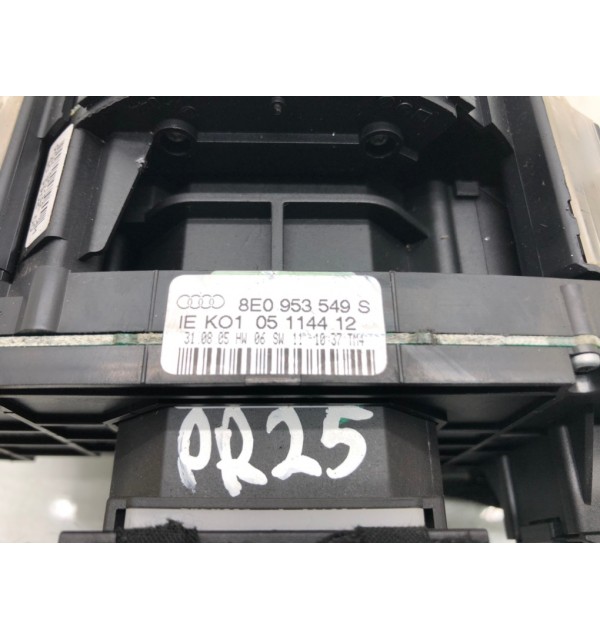 8E0 953 549 S
IE KO1 05 1144 12
31 08 05 HW 06 SW
PR25